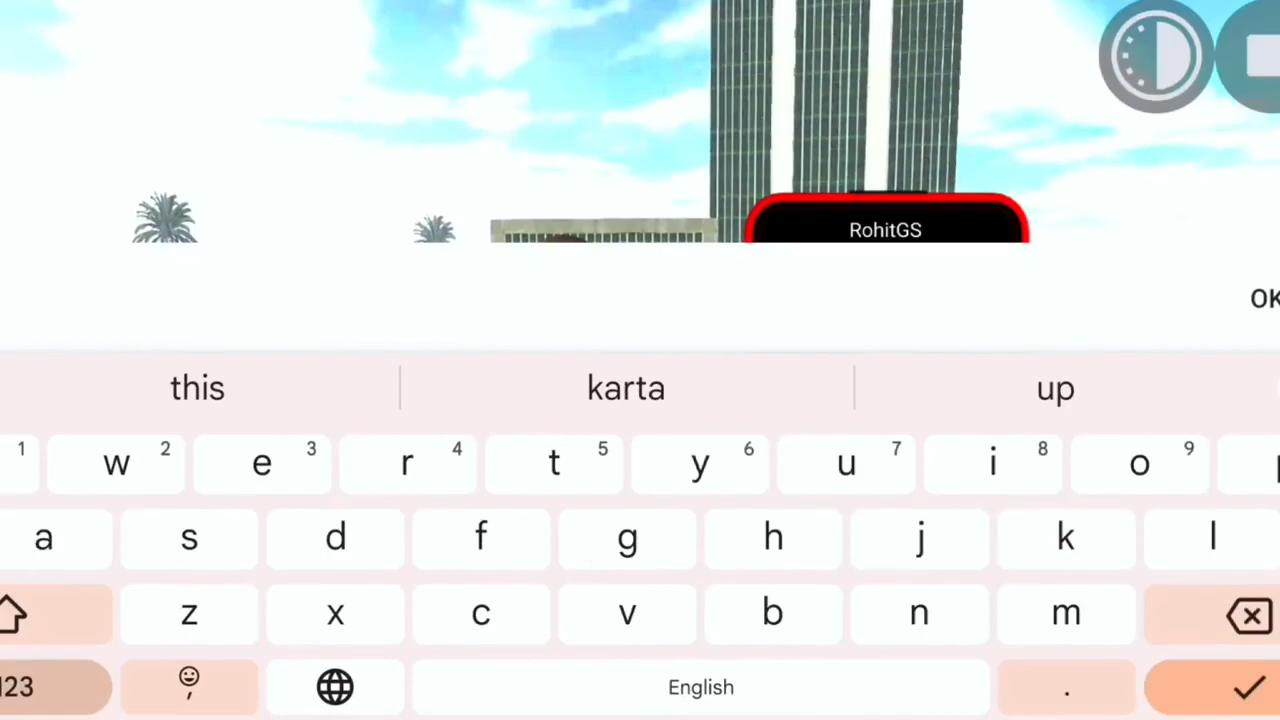 RohitGS
OK
this karta up
1 w 2 e 3 r 4 t 5 y 6 u 7 i 8 o 9
a s d f g h j k l
z x c v b n m
123 , English .